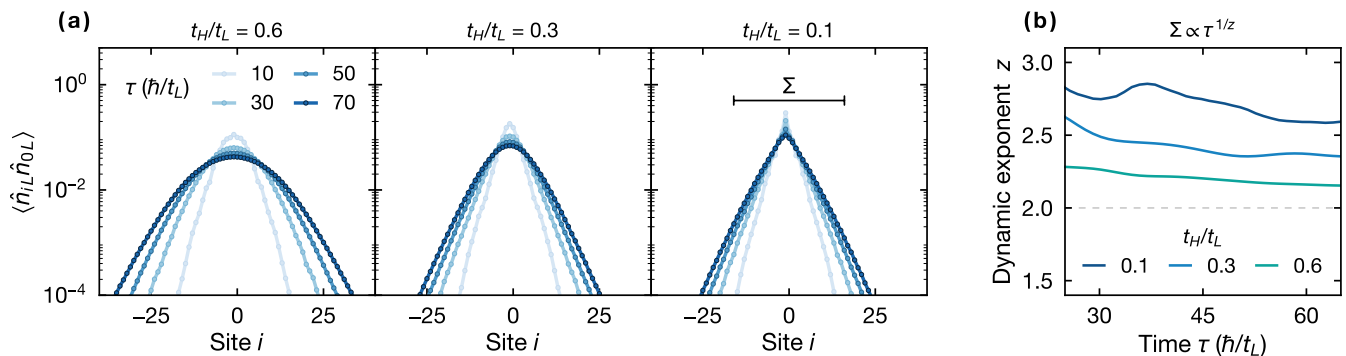 (a)
t_H/t_L = 0.6
t_H/t_L = 0.3
t_H/t_L = 0.1
⟨n̂_{iL} n̂_{0L}⟩
10^0
10^{−2}
10^{−4}
τ (ħ/t_L)
10
50
30
70
Σ
−25
0
25
−25
0
25
−25
0
25
Site i
Site i
Site i
(b)
Σ ∝ τ^{1/z}
Dynamic exponent z
3.0
2.5
2.0
1.5
t_H/t_L
0.1
0.3
0.6
30
45
60
Time τ (ħ/t_L)